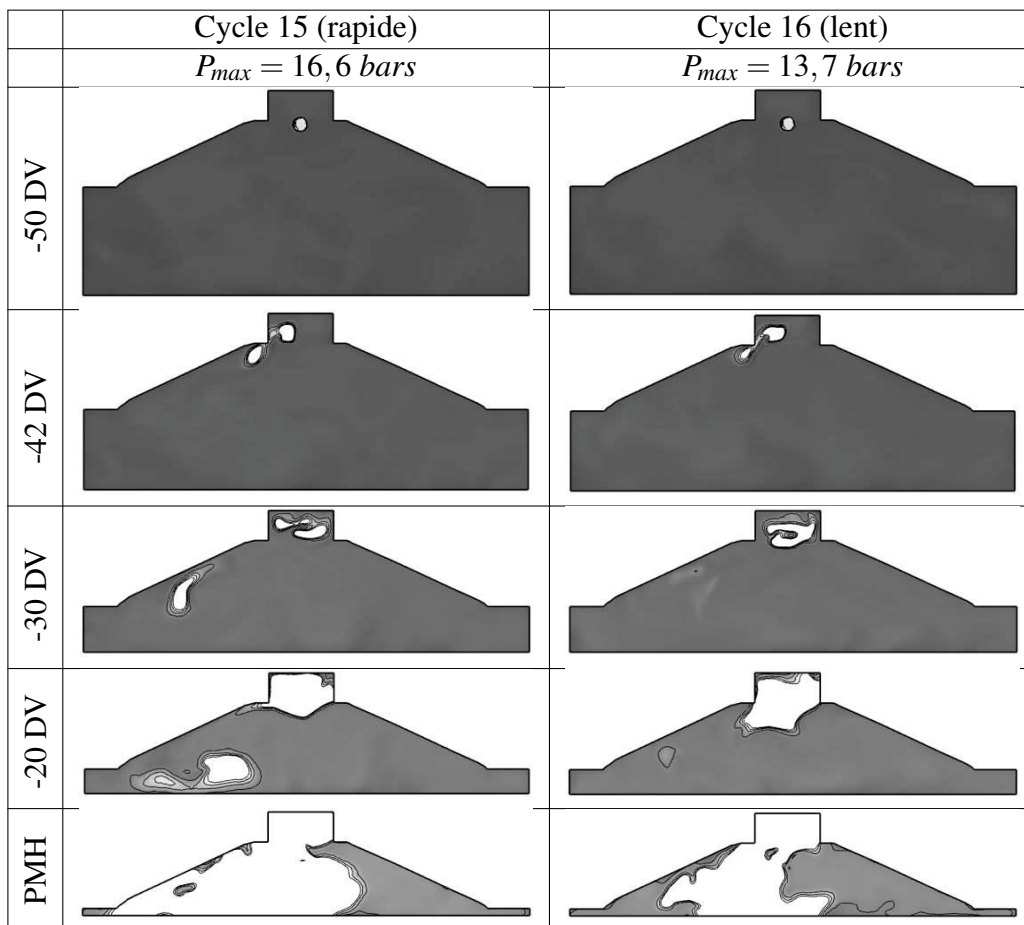 Cycle 15 (rapide)
Cycle 16 (lent)
P_max = 16,6 bars
P_max = 13,7 bars
-50 DV
-42 DV
-30 DV
-20 DV
PMH